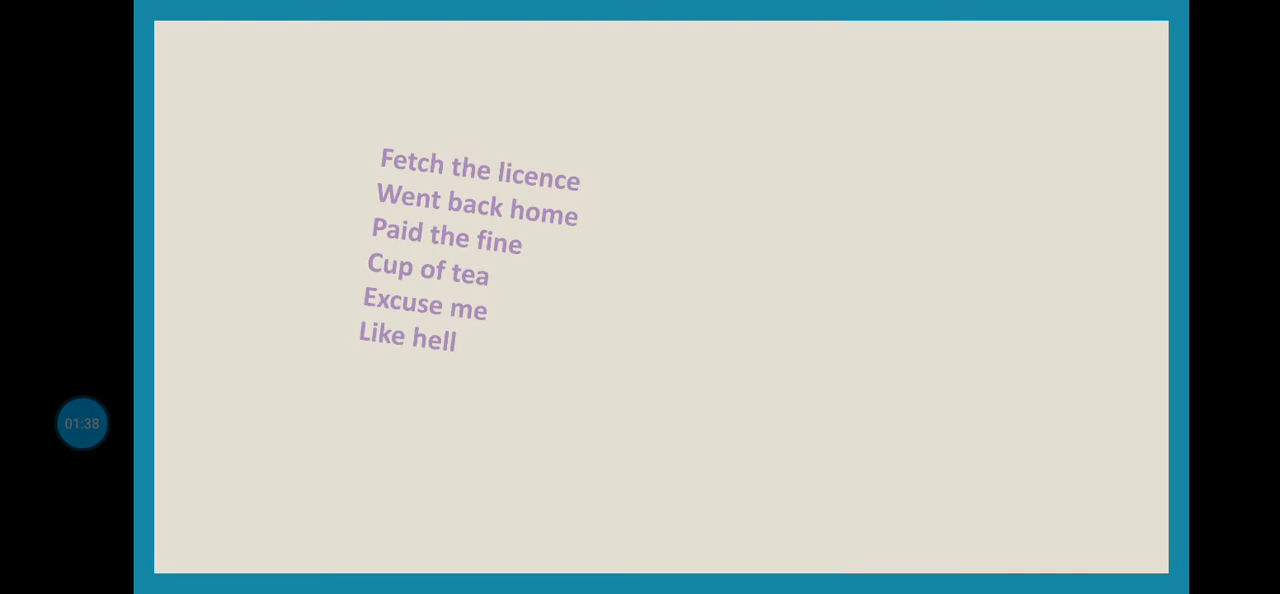 Fetch the licence
Went back home
Paid the fine
Cup of tea
Excuse me
Like hell
01:38